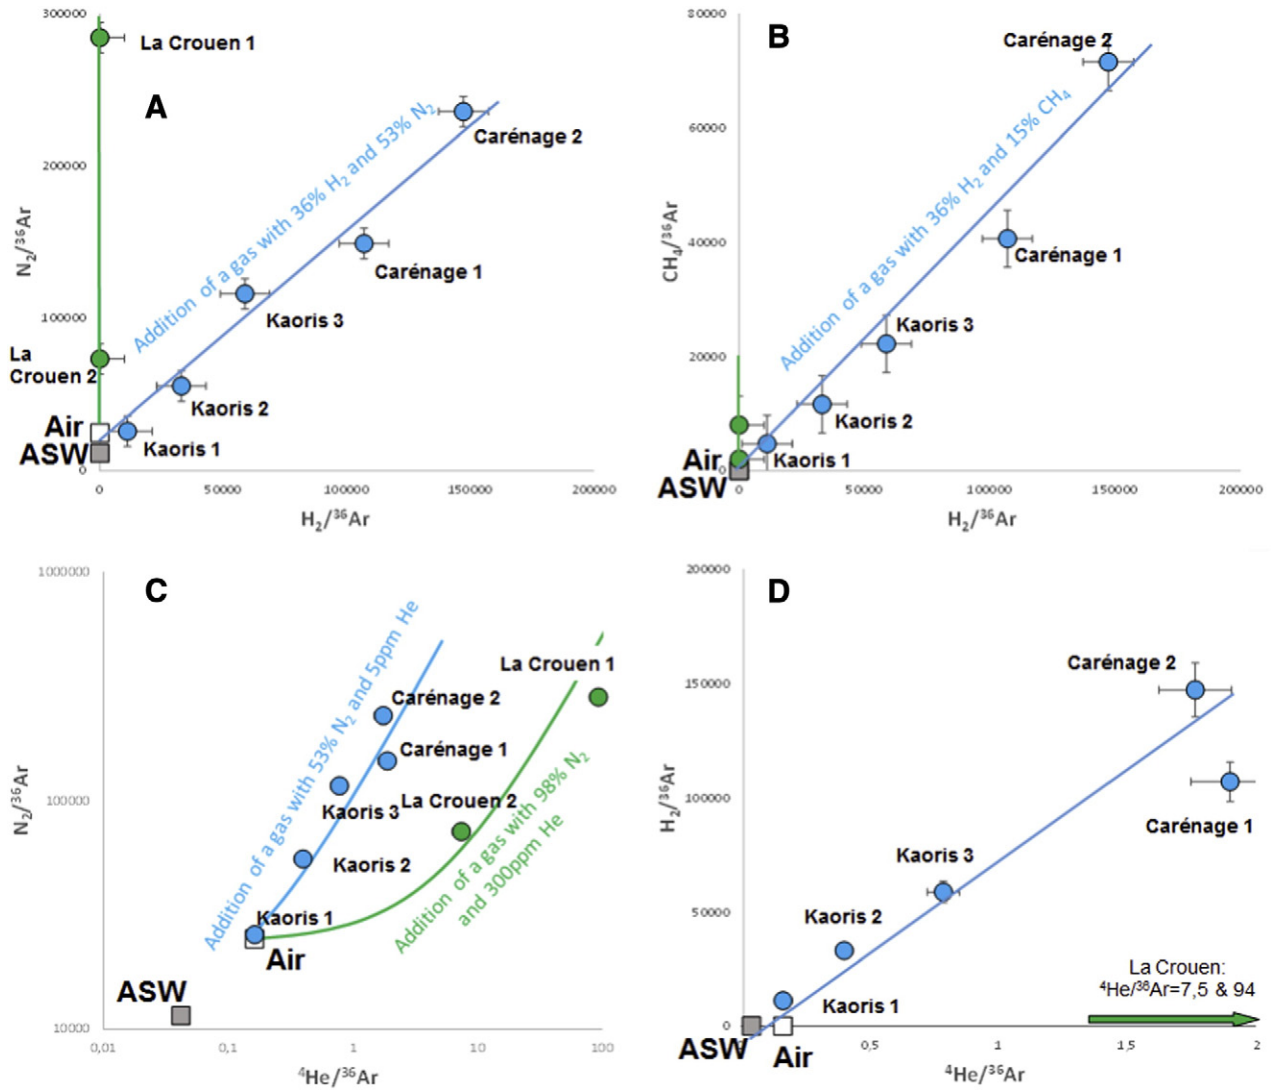 A
300000
200000
100000
0
0
50000
100000
150000
200000
N2/36Ar
H2/36Ar
La Crouen 1
La
Crouen 2
Air
ASW
Addition of a gas with 36% H2 and 53% N2
Carénage 2
Carénage 1
Kaoris 3
Kaoris 2
Kaoris 1
B
80000
60000
40000
20000
0
0
50000
100000
150000
200000
CH4/36Ar
H2/36Ar
Carénage 2
Addition of a gas with 36% H2 and 15% CH4
Carénage 1
Kaoris 3
Kaoris 2
Kaoris 1
Air
ASW
C
1000000
100000
10000
0,01
0,1
1
10
100
N2/36Ar
4He/36Ar
Addition of a gas with 53% N2 and 5ppm He
La Crouen 1
Carénage 2
Carénage 1
La Crouen 2
Kaoris 3
Kaoris 2
Kaoris 1
Addition of a gas with 98% N2
and 300ppm He
Air
ASW
D
200000
150000
100000
50000
0
0,5
1
1,5
2
H2/36Ar
4He/36Ar
Carénage 2
Carénage 1
Kaoris 3
Kaoris 2
Kaoris 1
La Crouen:
4He/36Ar=7,5 & 94
ASW
Air